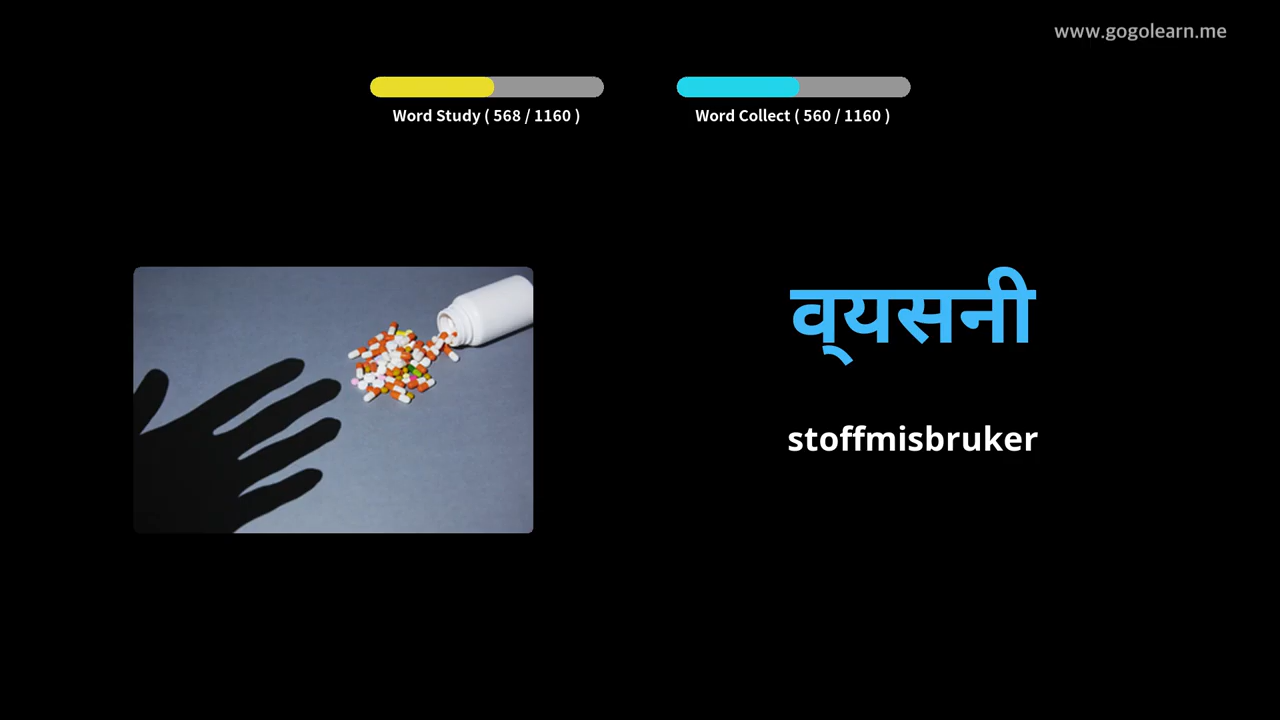 www.gogolearn.me
Word Study ( 568 / 1160 )
Word Collect ( 560 / 1160 )
व्‌यसनी
stoffmisbruker